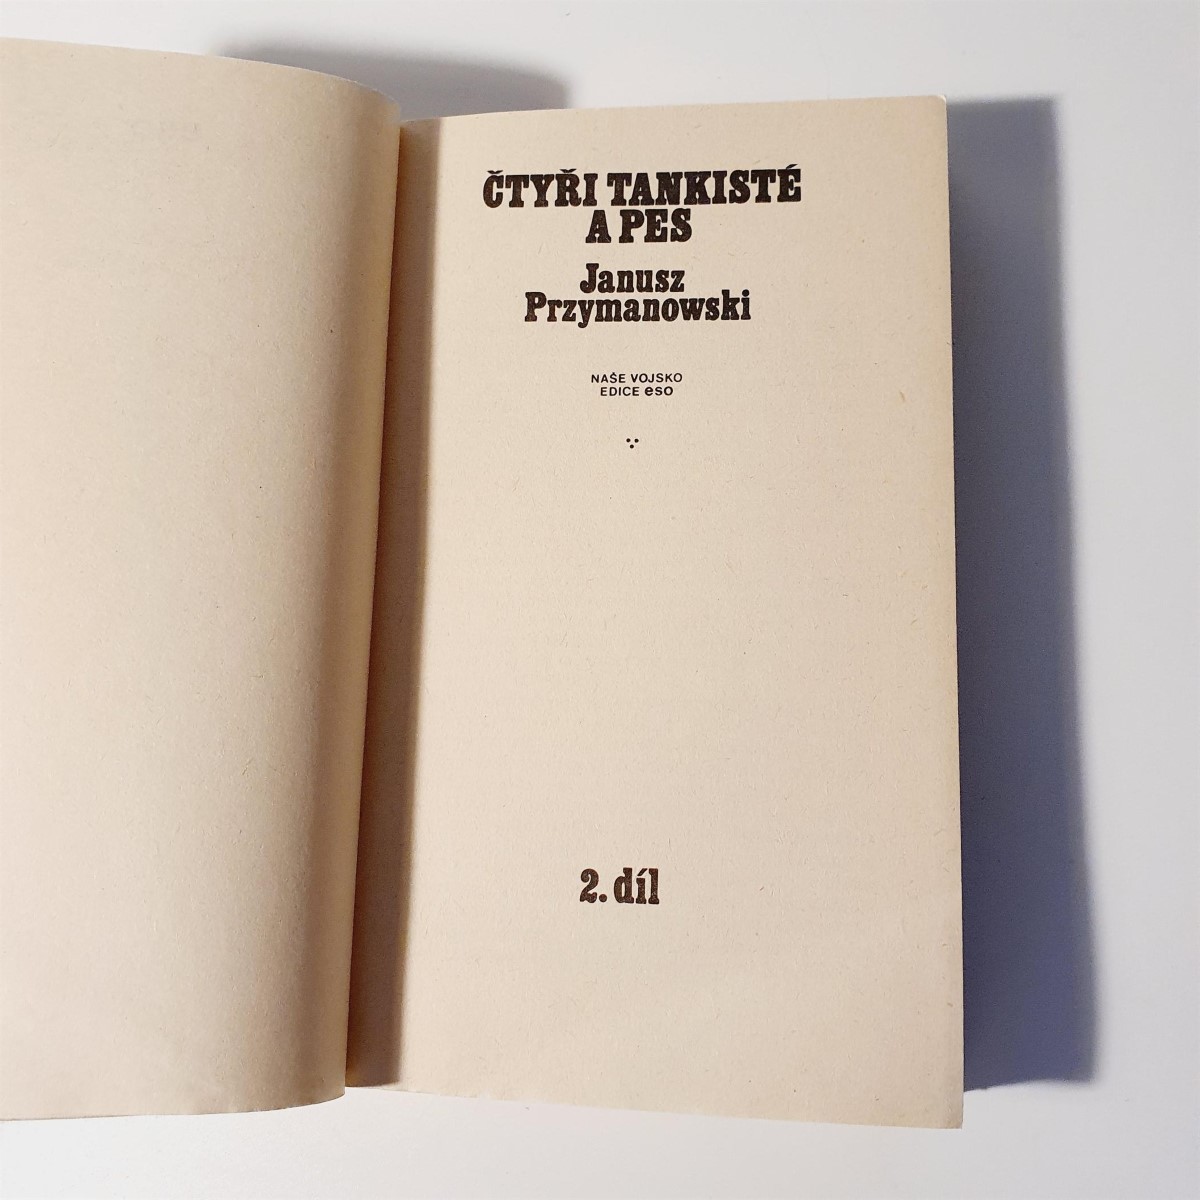 ČTYŘI TANKISTÉ
A PES
Janusz
Przymanowski
NAŠE VOJSKO
EDICE eso
2. díl